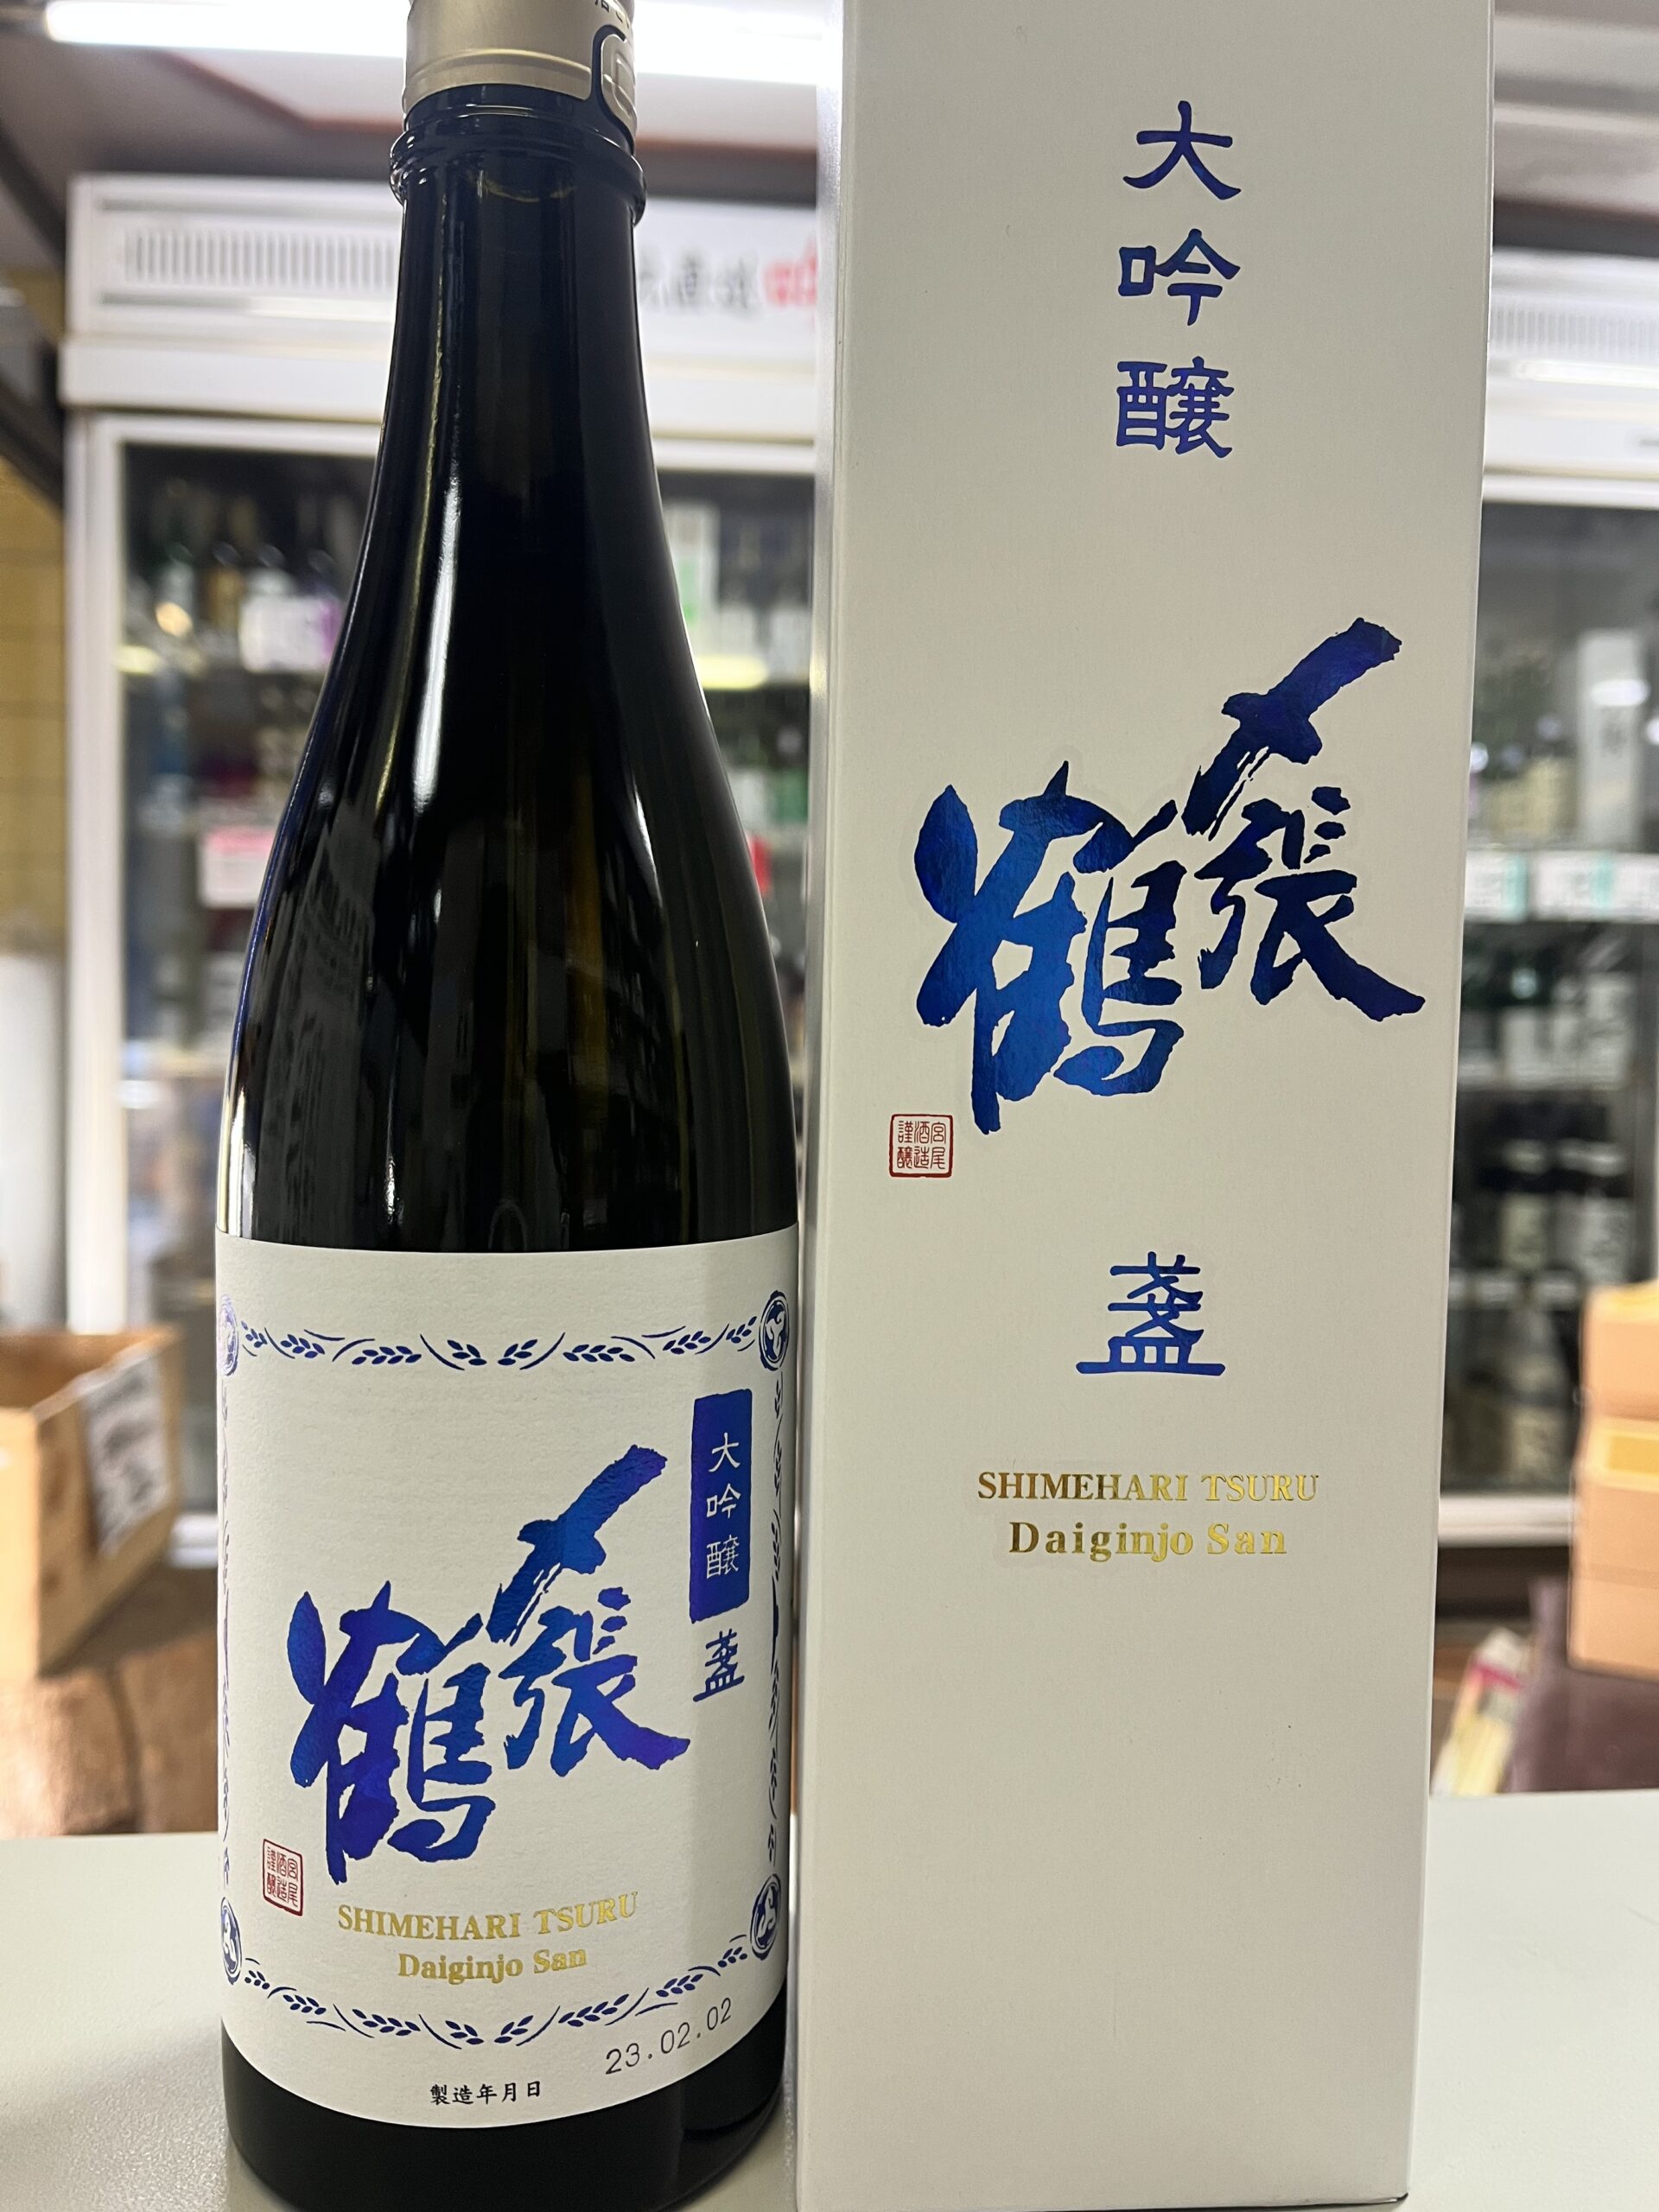 大吟醸
〆張鶴
宮尾
酒造
謹醸
盞
SHIMEHARI TSURU
Daiginjo San
大吟醸
盞
〆張鶴
宮尾
酒造
謹醸
SHIMEHARI TSURU
Daiginjo San
23.02.02
製造年月日